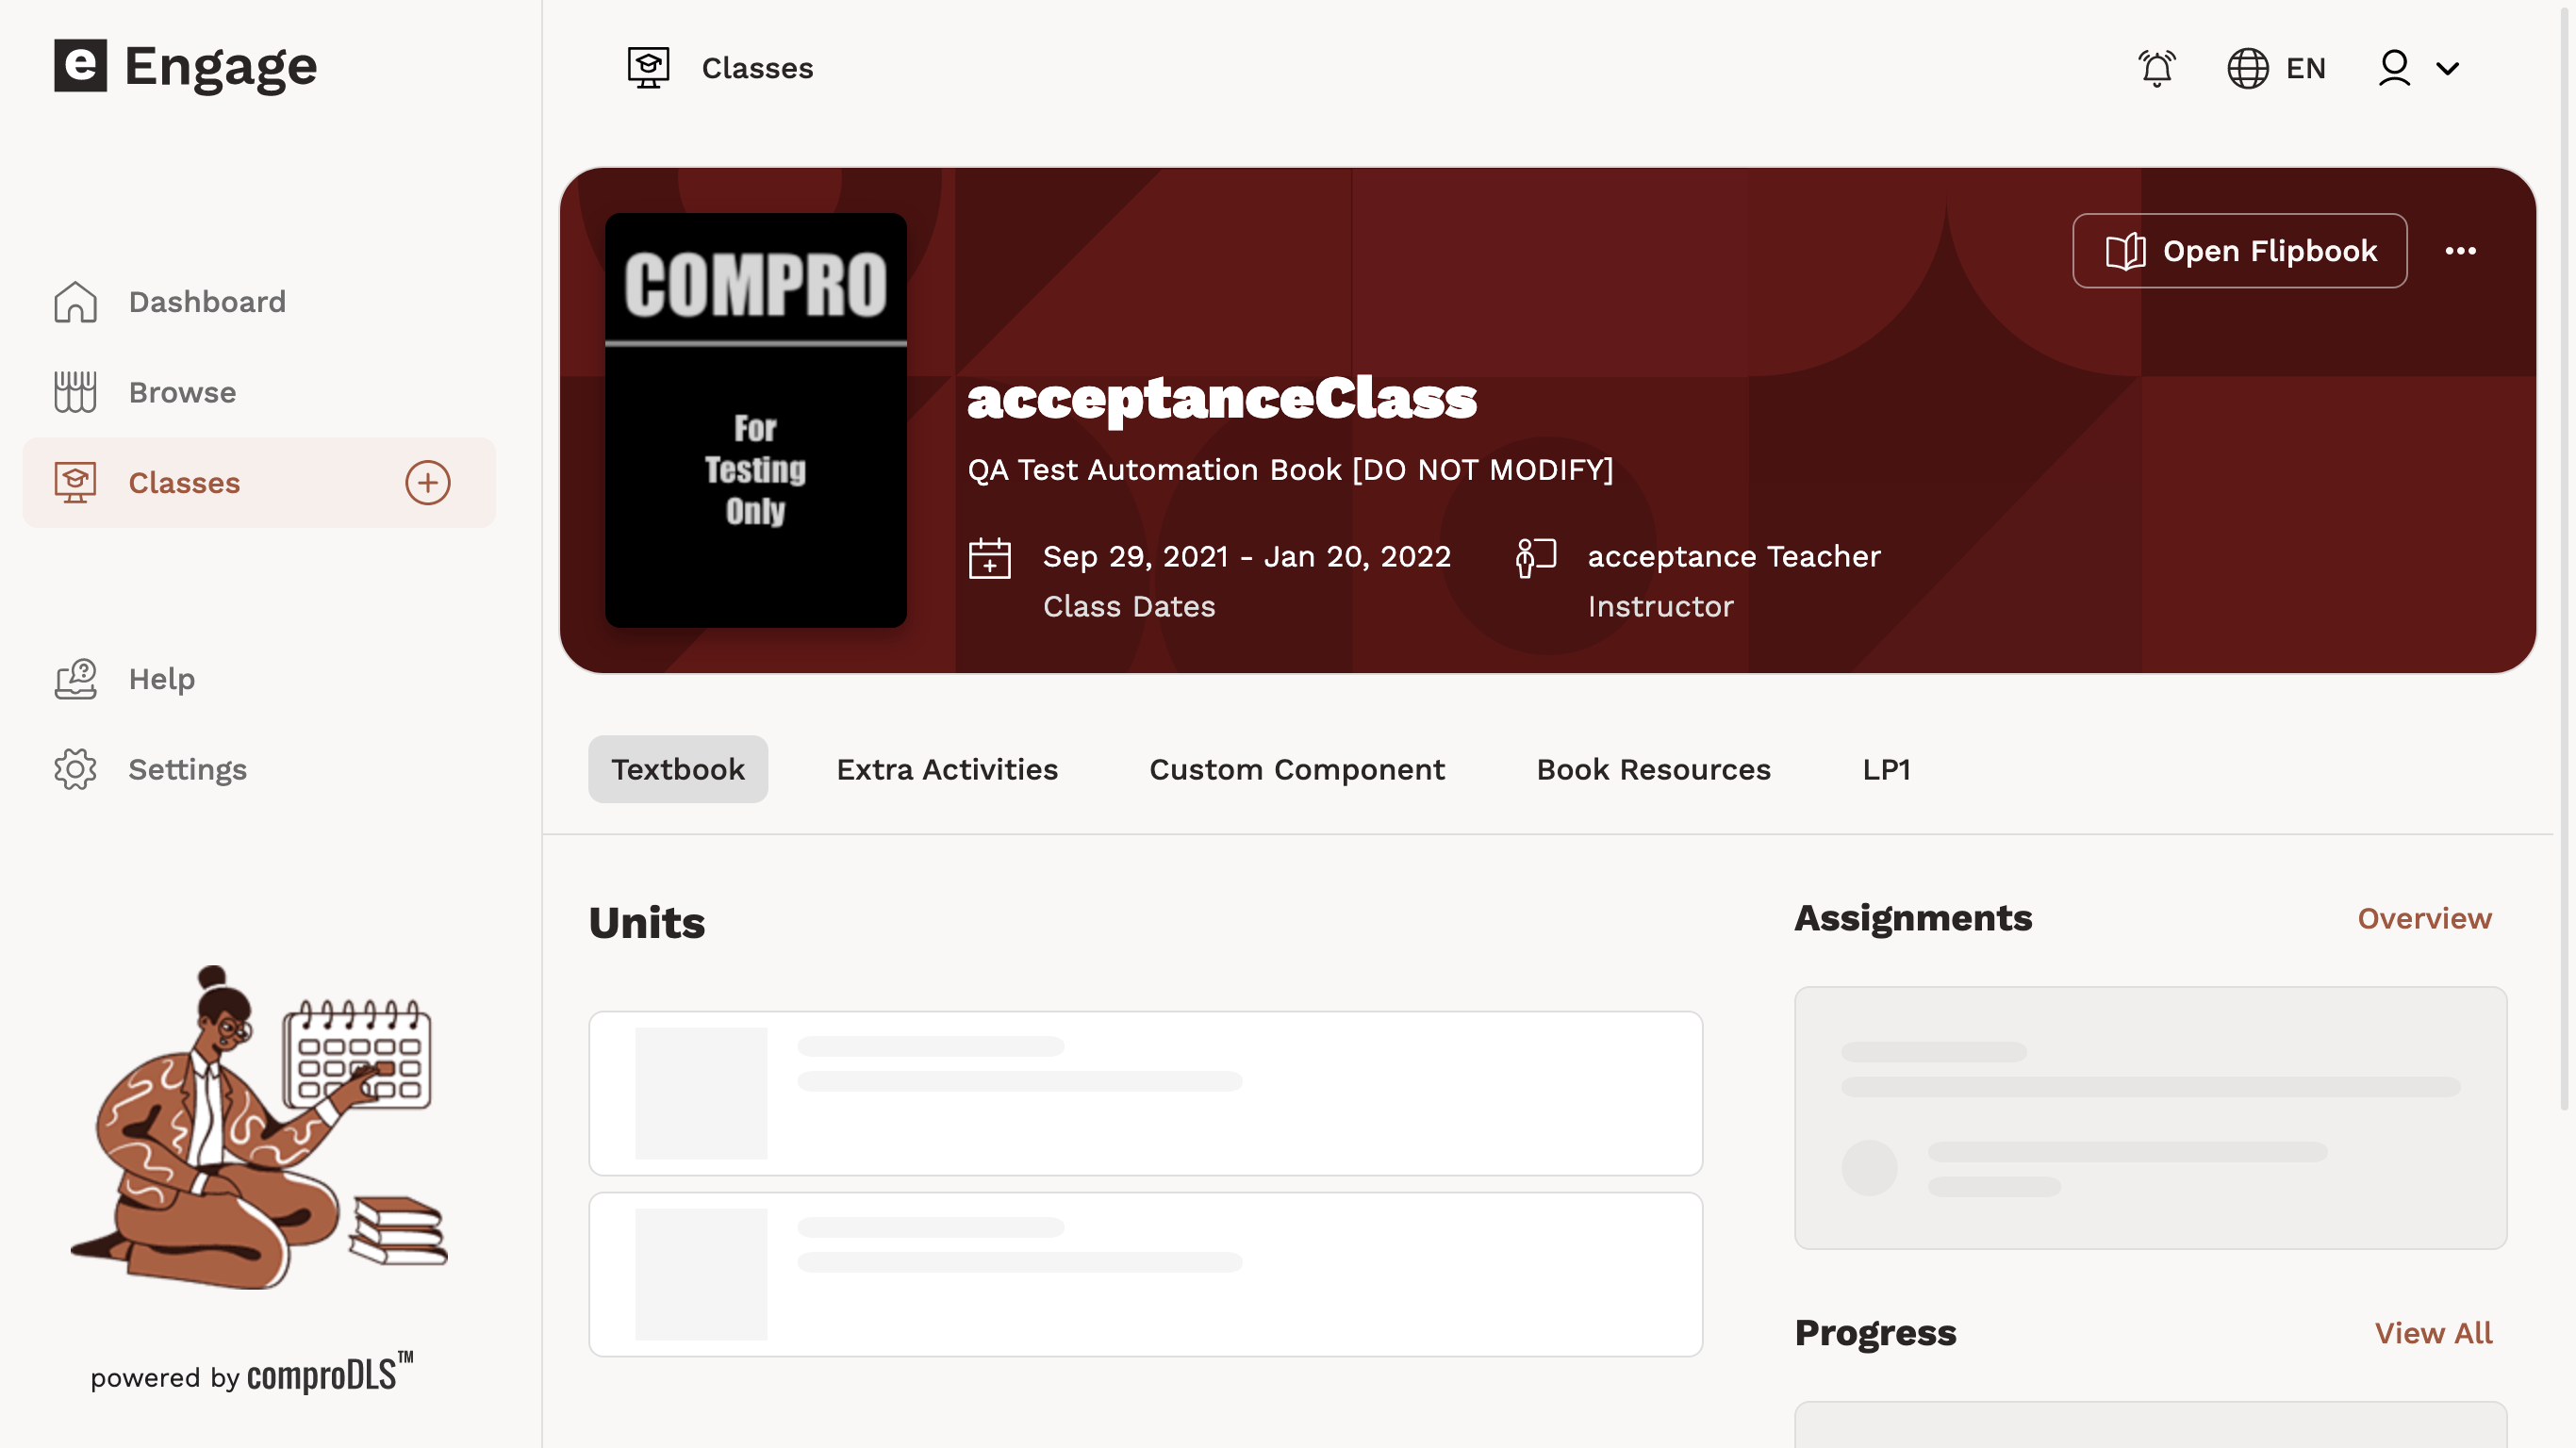 e Engage
Classes
EN
Dashboard
Browse
Classes
Help
Settings
powered by comproDLS™
COMPRO
For
Testing
Only
Open Flipbook
acceptanceClass
QA Test Automation Book [DO NOT MODIFY]
Sep 29, 2021 - Jan 20, 2022
Class Dates
acceptance Teacher
Instructor
Textbook
Extra Activities
Custom Component
Book Resources
LP1
Units
Assignments
Overview
Progress
View All